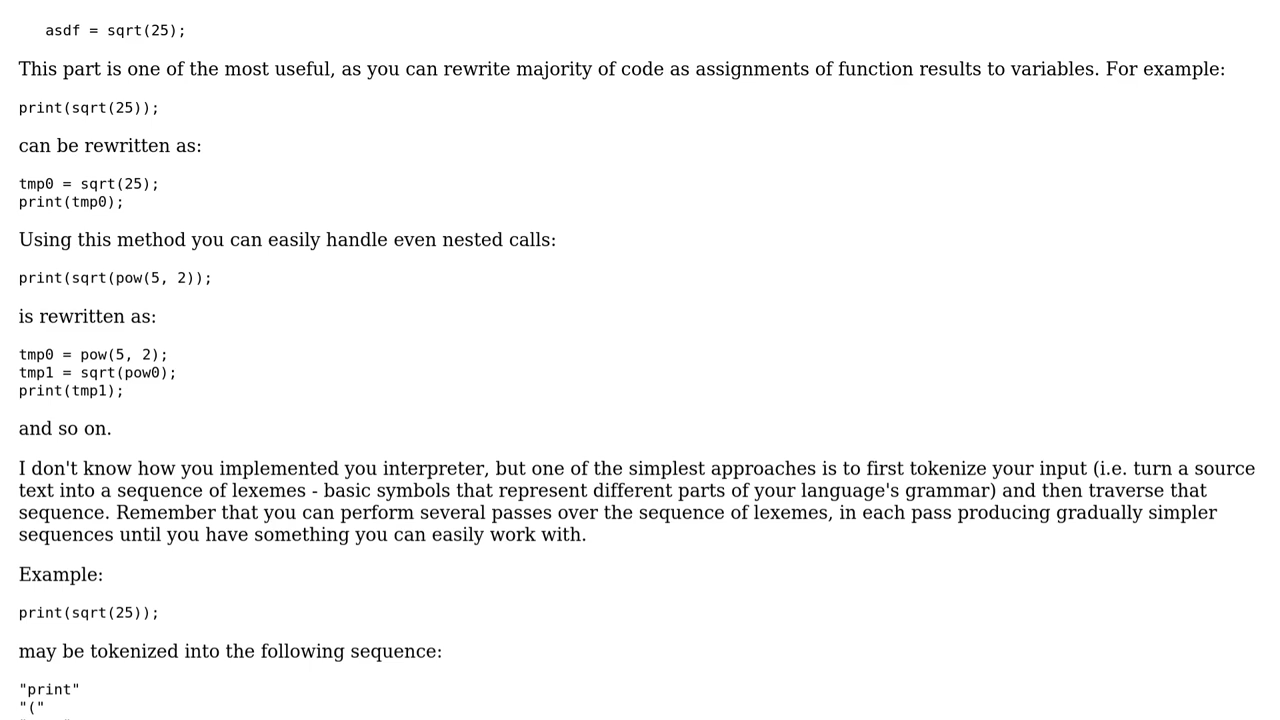 asdf = sqrt(25);
This part is one of the most useful, as you can rewrite majority of code as assignments of function results to variables. For example:
print(sqrt(25));
can be rewritten as:
tmp0 = sqrt(25);
print(tmp0);
Using this method you can easily handle even nested calls:
print(sqrt(pow(5, 2));
is rewritten as:
tmp0 = pow(5, 2);
tmp1 = sqrt(pow0);
print(tmp1);
and so on.
I don't know how you implemented you interpreter, but one of the simplest approaches is to first tokenize your input (i.e. turn a source
text into a sequence of lexemes - basic symbols that represent different parts of your language's grammar) and then traverse that
sequence. Remember that you can perform several passes over the sequence of lexemes, in each pass producing gradually simpler
sequences until you have something you can easily work with.
Example:
print(sqrt(25));
may be tokenized into the following sequence:
"print"
"("